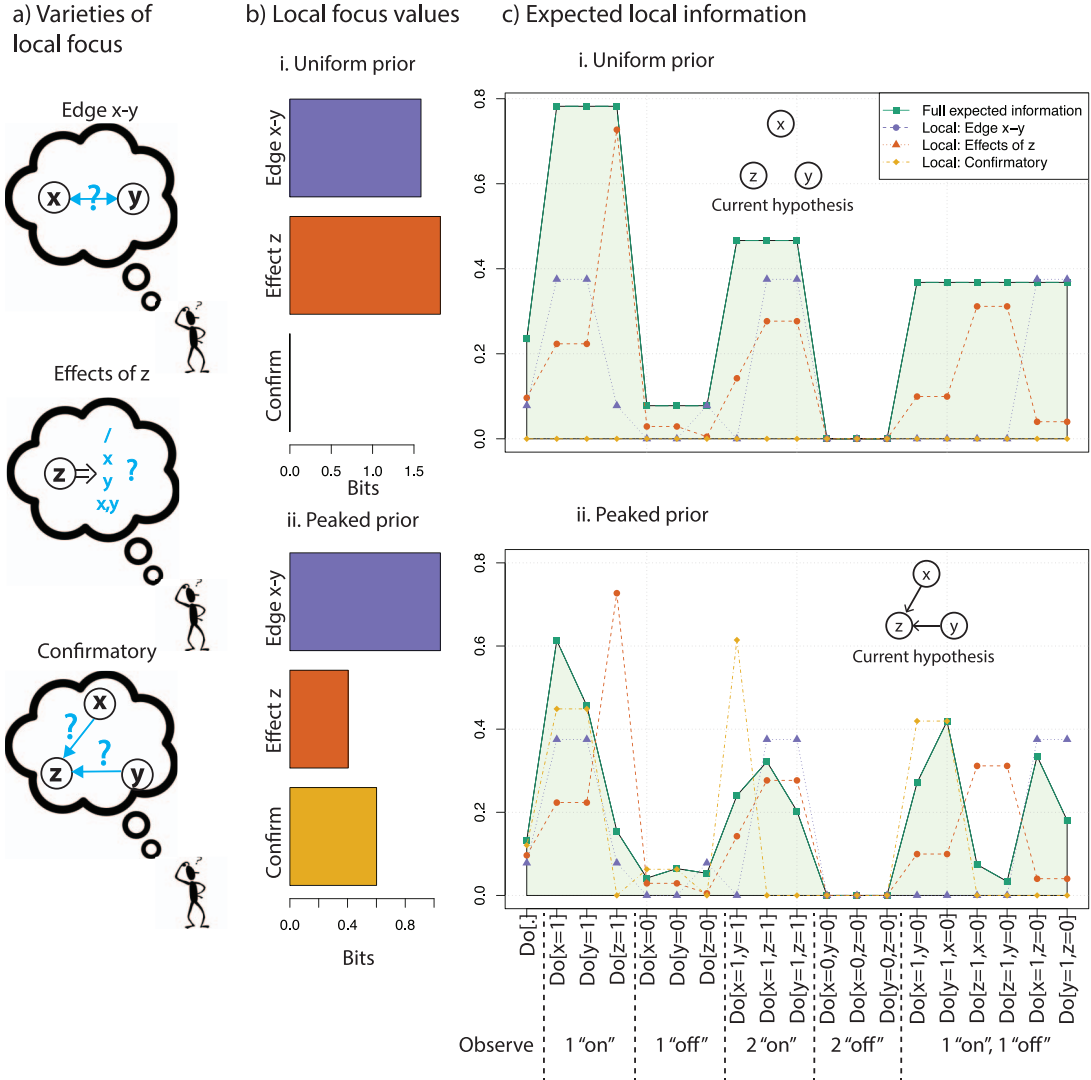 a) Varieties of
local focus
Edge x-y
x ? y
?
Effects of z
z
/
x
y
x,y
?
?
Confirmatory
x
?
?
z
y
?
b) Local focus values
i. Uniform prior
Edge x-y
Effect z
Confirm
0.0 0.5 1.0 1.5
Bits
ii. Peaked prior
Edge x-y
Effect z
Confirm
0.0 0.4 0.8
Bits
c) Expected local information
i. Uniform prior
0.8
0.6
0.4
0.2
0.0
x
z y
Current hypothesis
Full expected information
Local: Edge x−y
Local: Effects of z
Local: Confirmatory
ii. Peaked prior
0.8
0.6
0.4
0.2
0.0
x
z y
Current hypothesis
Do[,]
Do[x=1]
Do[y=1]
Do[z=1]
Do[x=0]
Do[y=0]
Do[z=0]
Do[x=1,y=1]
Do[x=1,z=1]
Do[y=1,z=1]
Do[x=0,y=0]
Do[x=0,z=0]
Do[y=0,z=0]
Do[x=1,y=0]
Do[y=1,x=0]
Do[z=1,x=0]
Do[z=1,y=0]
Do[x=1,z=0]
Do[y=1,z=0]
Observe 1 “on” 1 “off” 2 “on” 2 “off” 1 “on”, 1 “off”